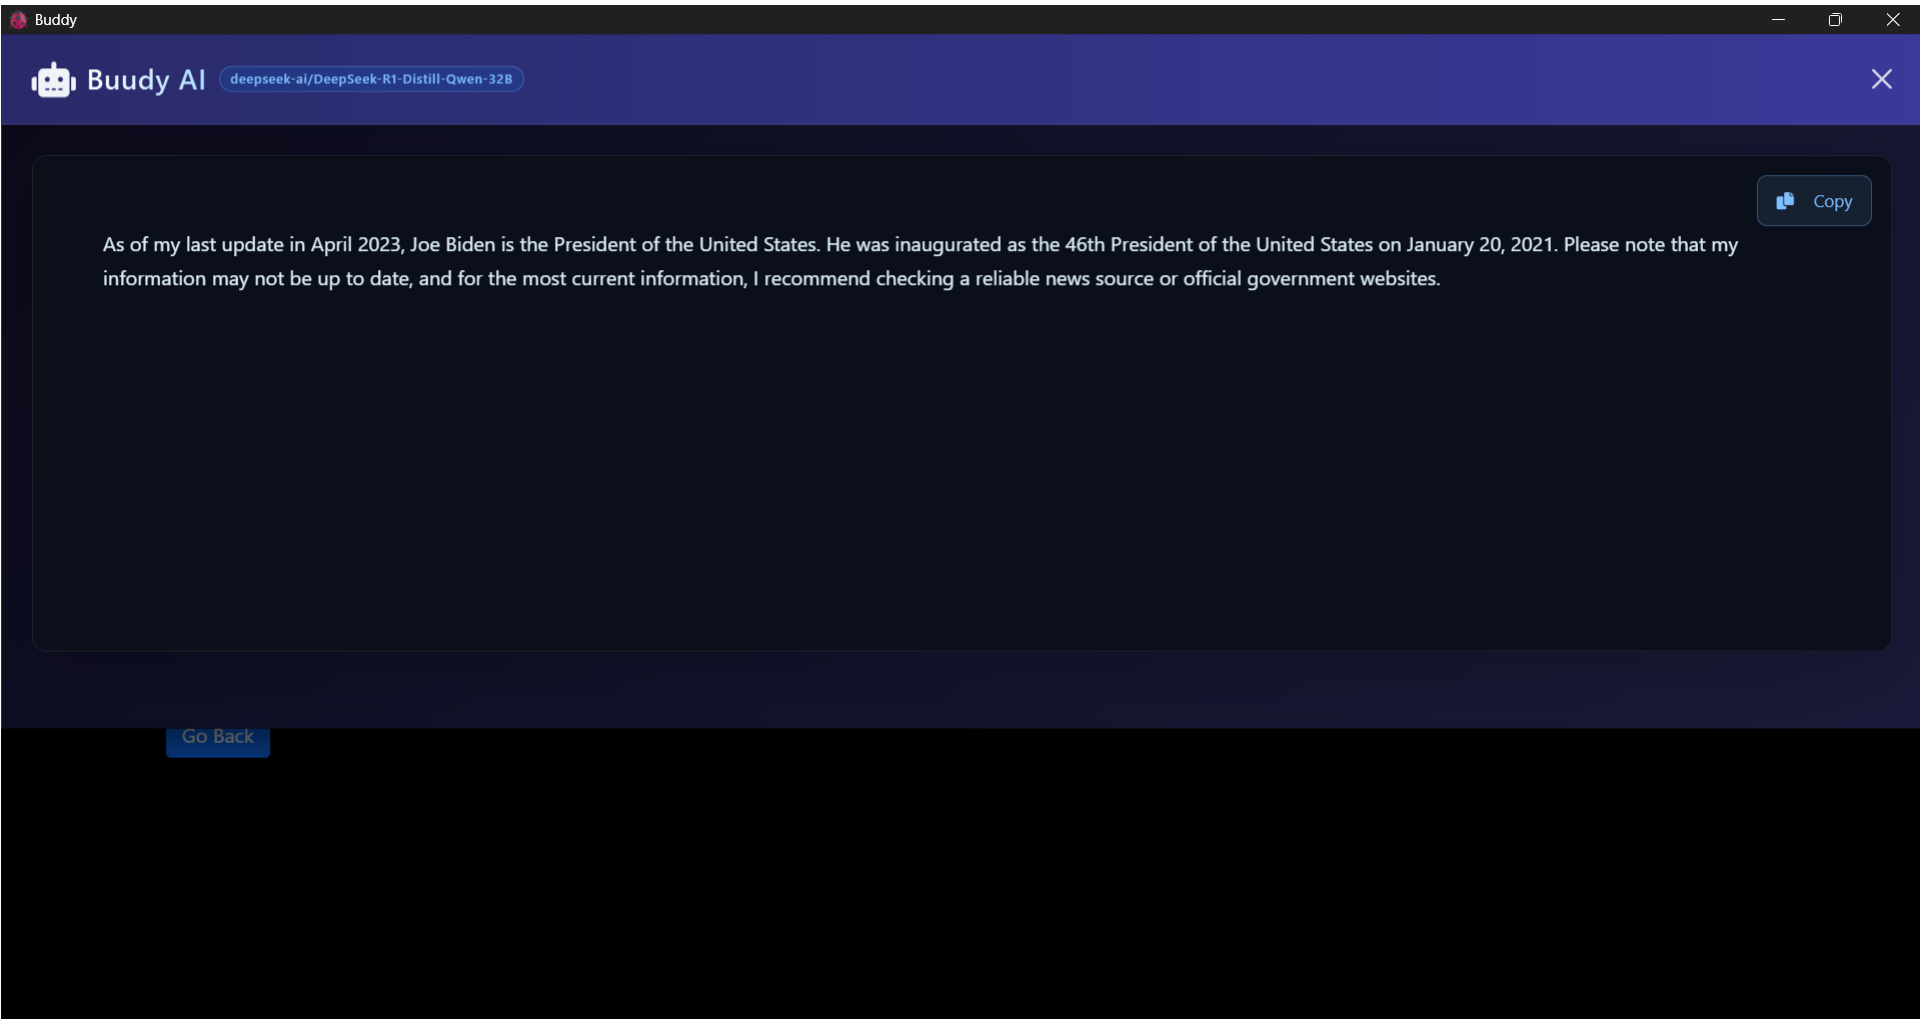 Buddy
Buudy AI deepseek-ai/DeepSeek-R1-Distill-Qwen-32B
Copy
As of my last update in April 2023, Joe Biden is the President of the United States. He was inaugurated as the 46th President of the United States on January 20, 2021. Please note that my
information may not be up to date, and for the most current information, I recommend checking a reliable news source or official government websites.
Go Back